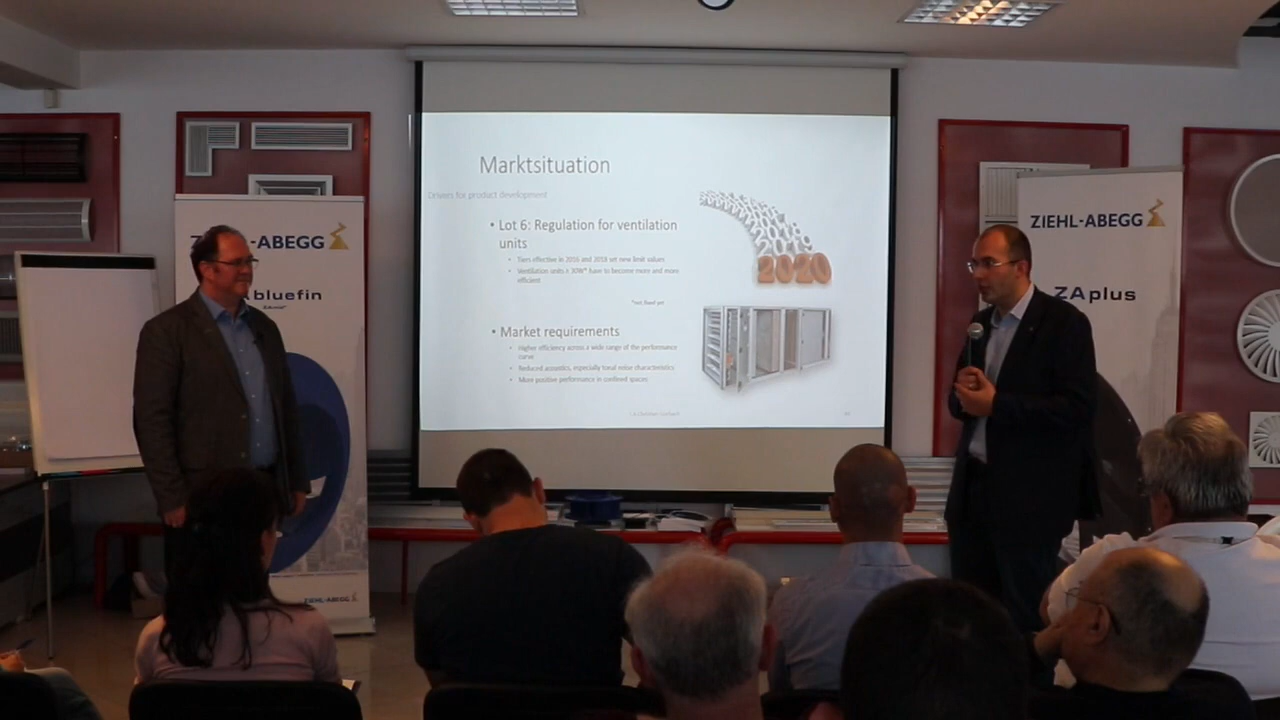 Marktsituation
Drivers for product development
• Lot 6: Regulation for ventilation
units
• Tiers effective in 2016 and 2018 set new limit values
• Ventilation units ≥ 30W* have to become more and more
efficient
*not fixed yet
• Market requirements
• Higher efficiency across a wide range of the performance
curve
• Reduced acoustics, especially tonal noise characteristics
• More positive performance in confined spaces
2020
ZIEHL-ABEGG
ZAplus
-ABEGG
bluefin
ZIEHL-ABEGG